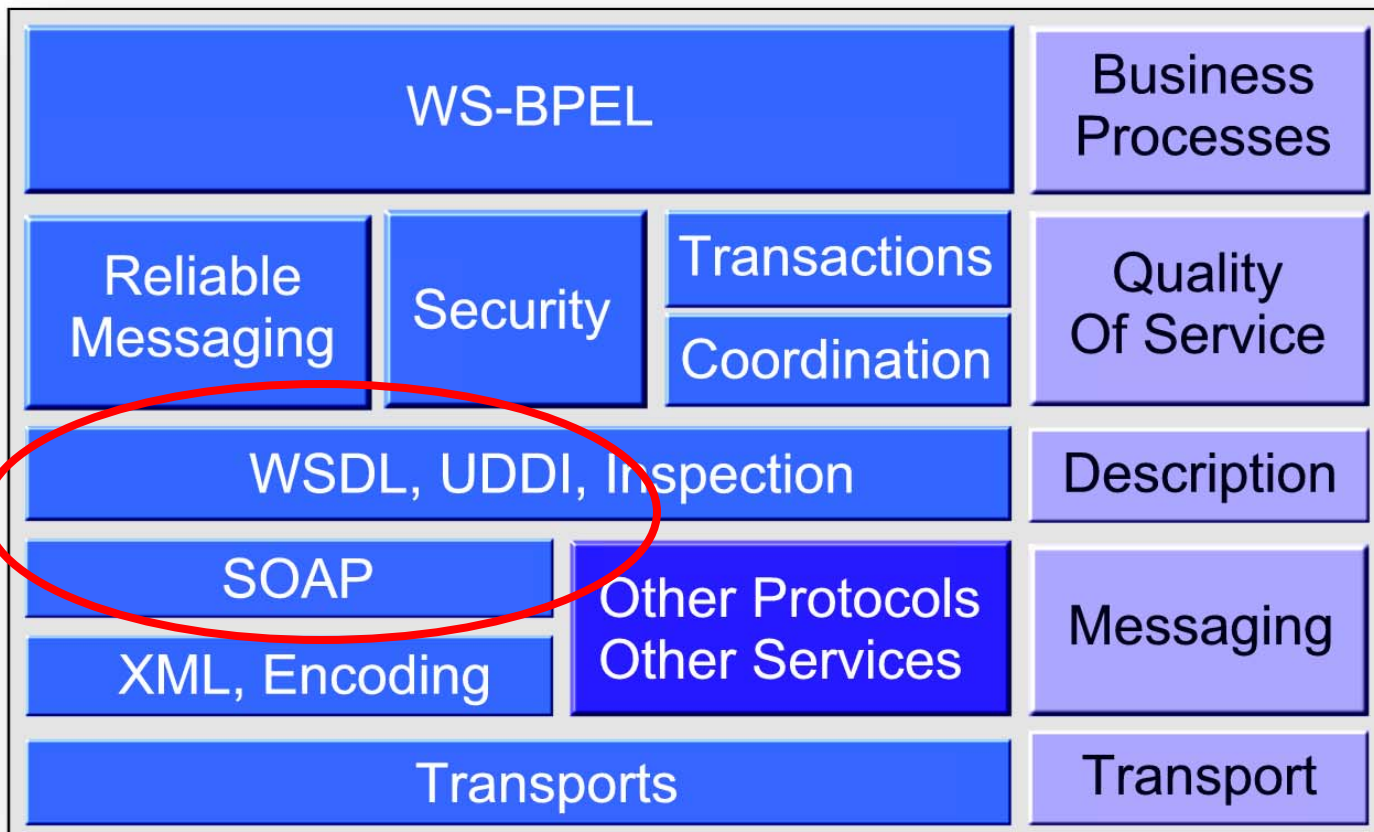 WS-BPEL
Business
Processes
Reliable
Messaging
Security
Transactions
Coordination
Quality
Of Service
WSDL, UDDI, Inspection
Description
SOAP
XML, Encoding
Other Protocols
Other Services
Messaging
Transports
Transport